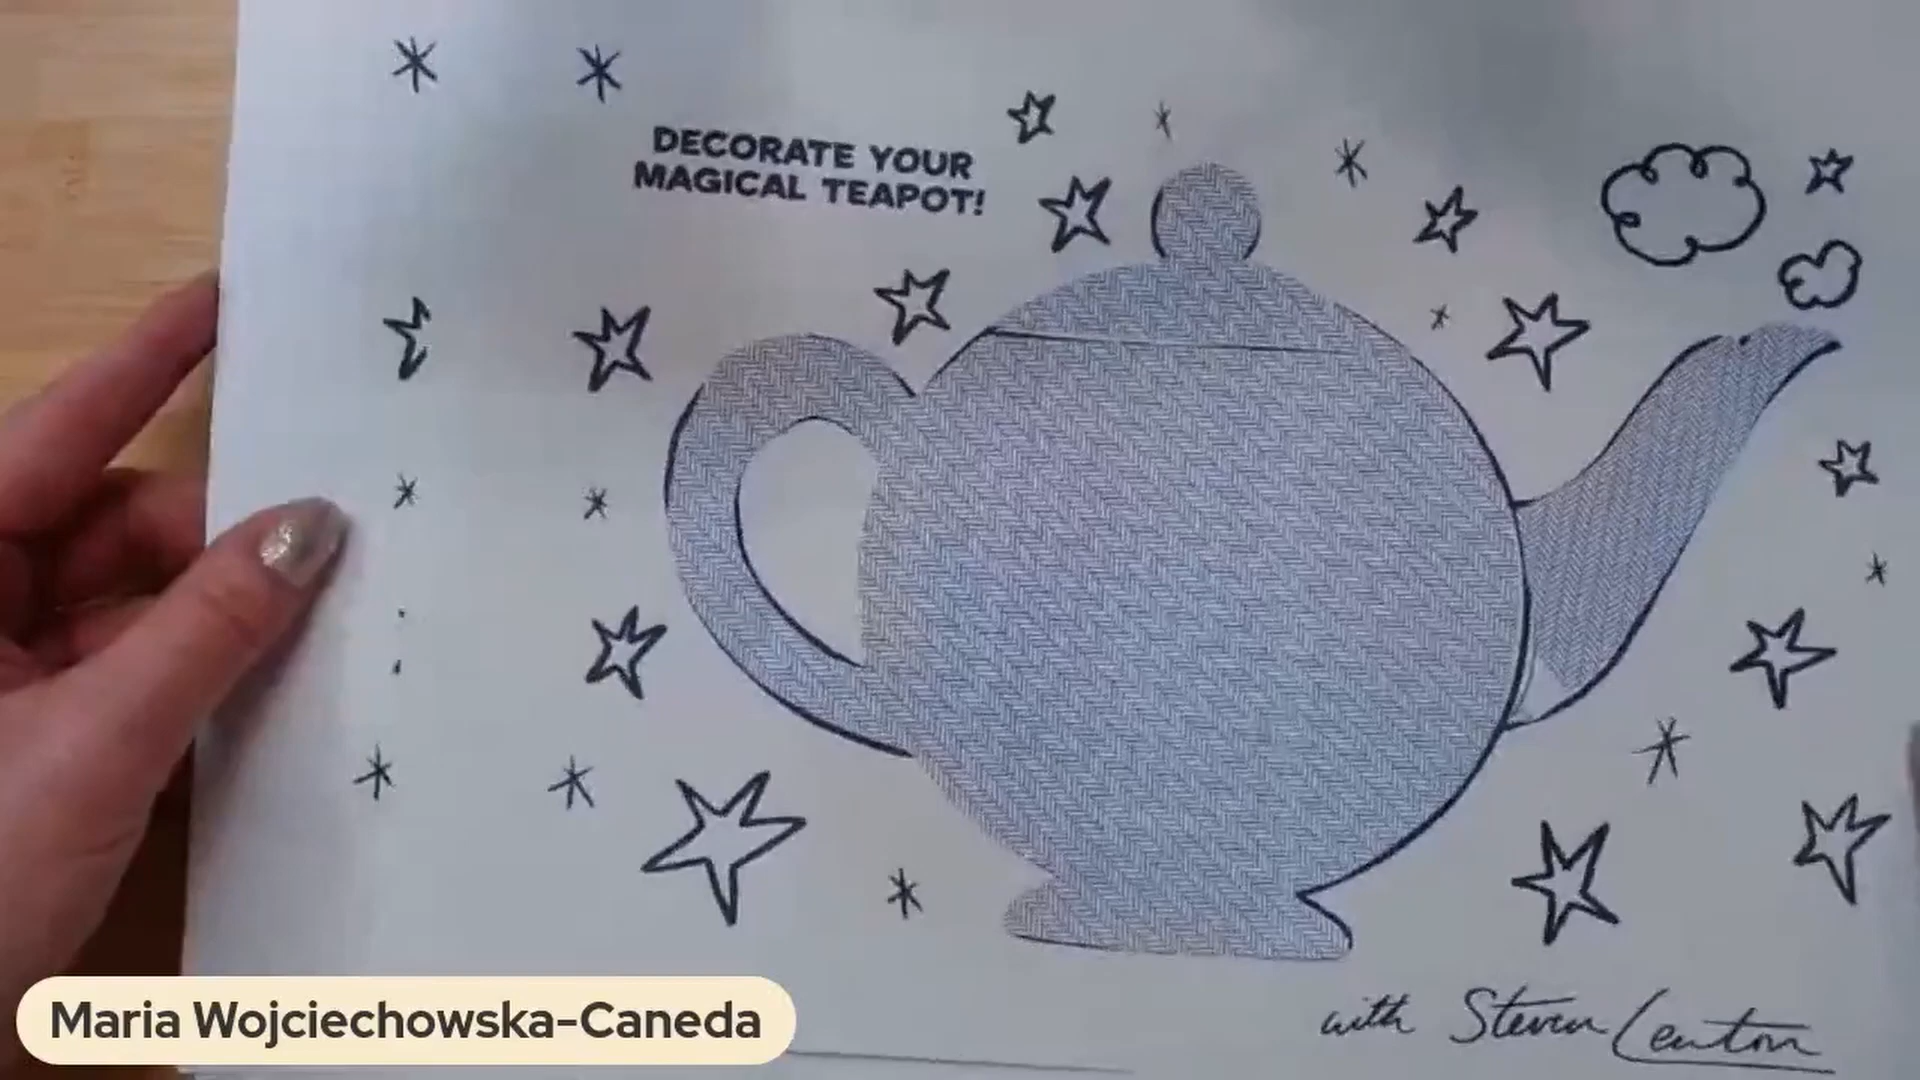 DECORATE YOUR
MAGICAL TEAPOT!
with Steven Lenton
Maria Wojciechowska-Caneda